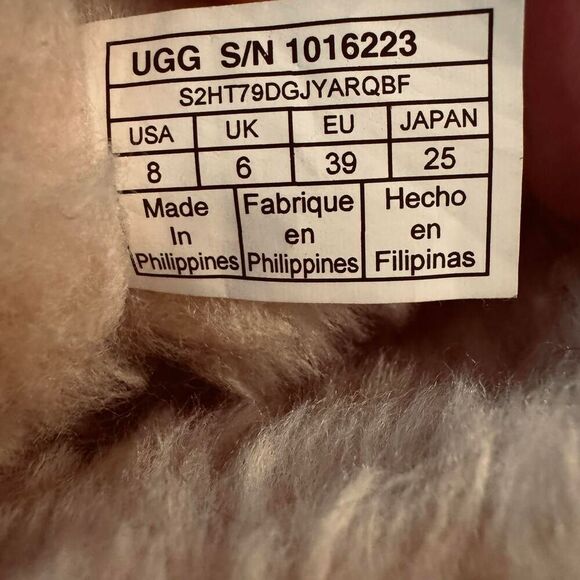 UGG S/N 1016223
S2HT79DGJYARQBF
USA UK EU JAPAN
8 6 39 25
Made In Philippines
Fabrique en Philippines
Hecho en Filipinas